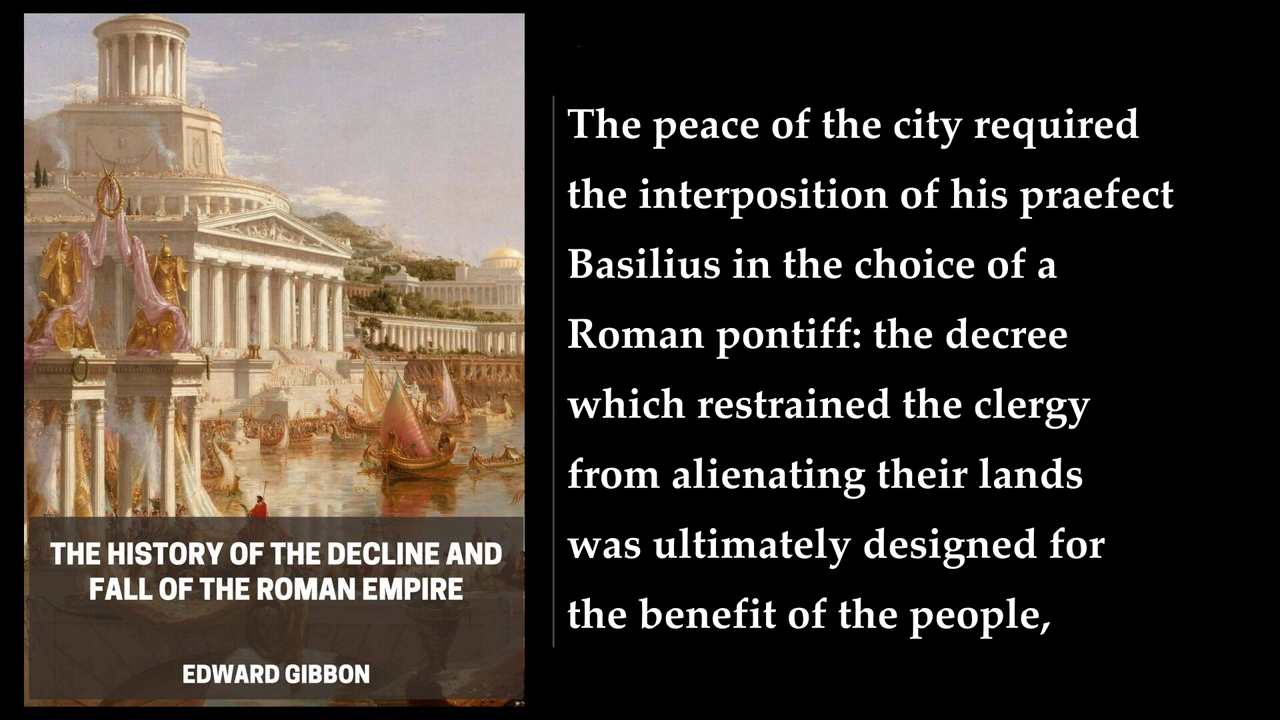 THE HISTORY OF THE DECLINE AND
FALL OF THE ROMAN EMPIRE
EDWARD GIBBON
The peace of the city required
the interposition of his praefect
Basilius in the choice of a
Roman pontiff: the decree
which restrained the clergy
from alienating their lands
was ultimately designed for
the benefit of the people,